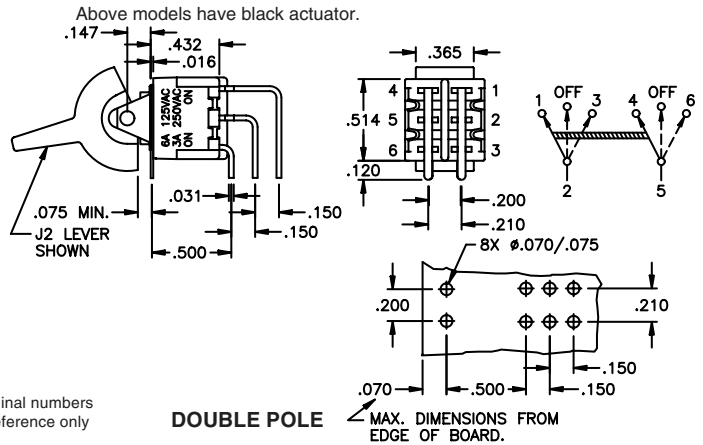 Above models have black actuator.
.147
.432
.016
6A 125VAC
3A 250VAC
ON
ON
.031
.075 MIN.
J2 LEVER
SHOWN
.500
.150
.150
.365
4 1
5 2
6 3
.514
.120
.200
.210
OFF OFF
1 3 4 6
2 5
8X ø.070/.075
.200
.210
.150
.070 .500 .150
MAX. DIMENSIONS FROM
EDGE OF BOARD.
inal numbers
eference only
DOUBLE POLE